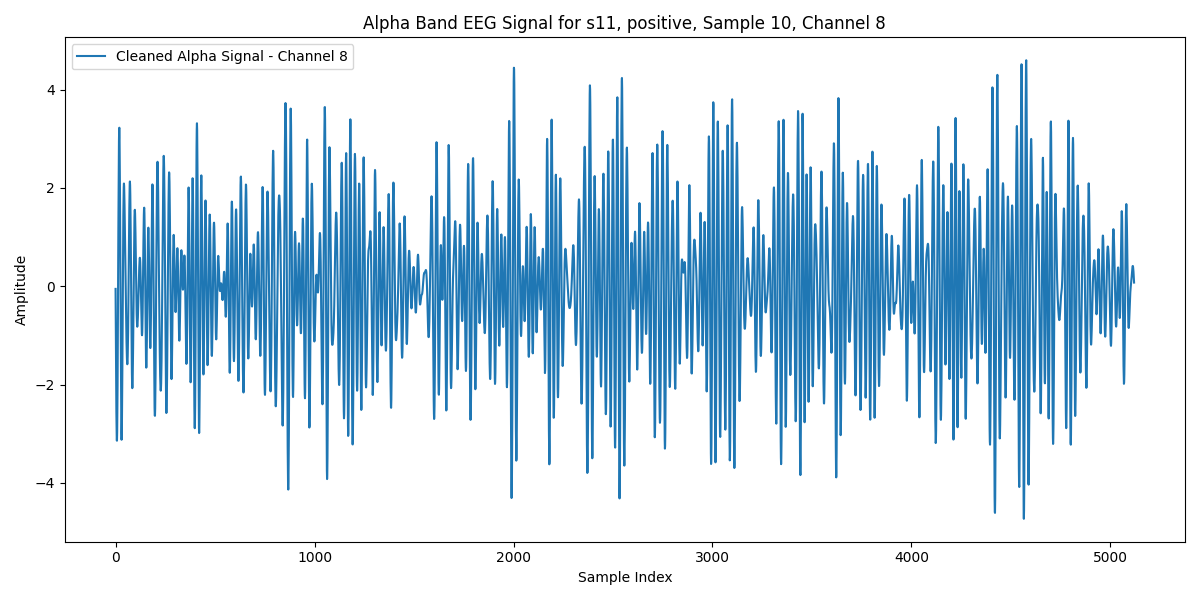 Alpha Band EEG Signal for s11, positive, Sample 10, Channel 8
Cleaned Alpha Signal - Channel 8
Amplitude
4
2
0
−2
−4
0 1000 2000 3000 4000 5000
Sample Index